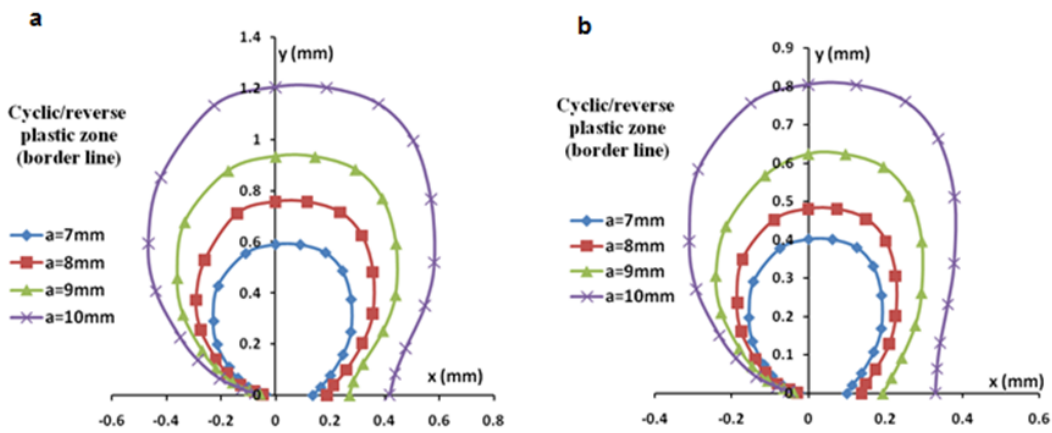 a
1.4
y (mm)
1.2
1
0.8
0.6
0.4
0.2
0
-0.6
-0.4
-0.2
0
0.2
0.4
0.6
0.8
x (mm)
Cyclic/reverse
plastic zone
(border line)
a=7mm
a=8mm
a=9mm
a=10mm
b
0.9
y (mm)
0.8
0.7
0.6
0.5
0.4
0.3
0.2
0.1
0
-0.4
-0.2
0
0.2
0.4
0.6
x (mm)
Cyclic/reverse
plastic zone
(border line)
a=7mm
a=8mm
a=9mm
a=10mm